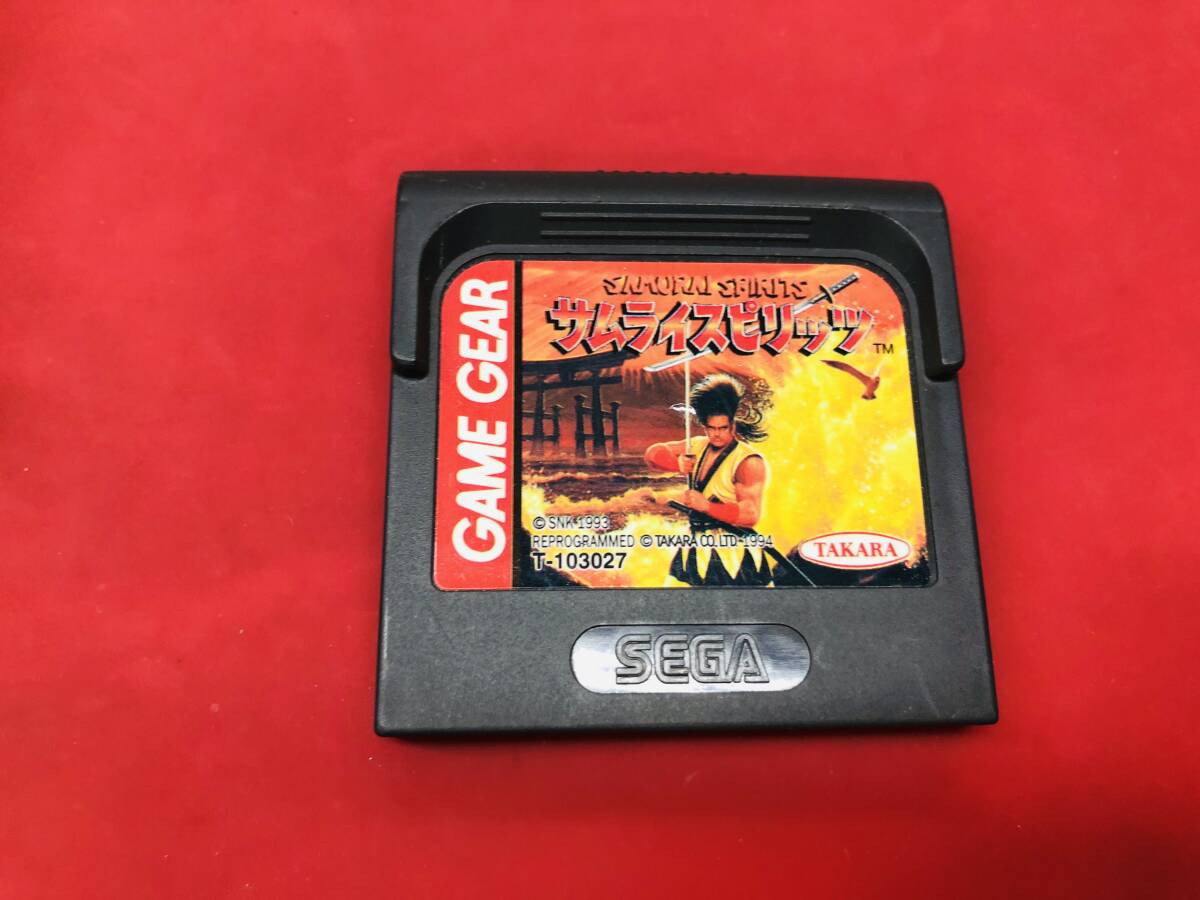 GAME GEAR
SAMURAI SPIRITS
サムライスピリッツ
TM
© SNK 1993
REPROGRAMMED © TAKARA CO.,LTD 1994
T-103027
TAKARA
SEGA